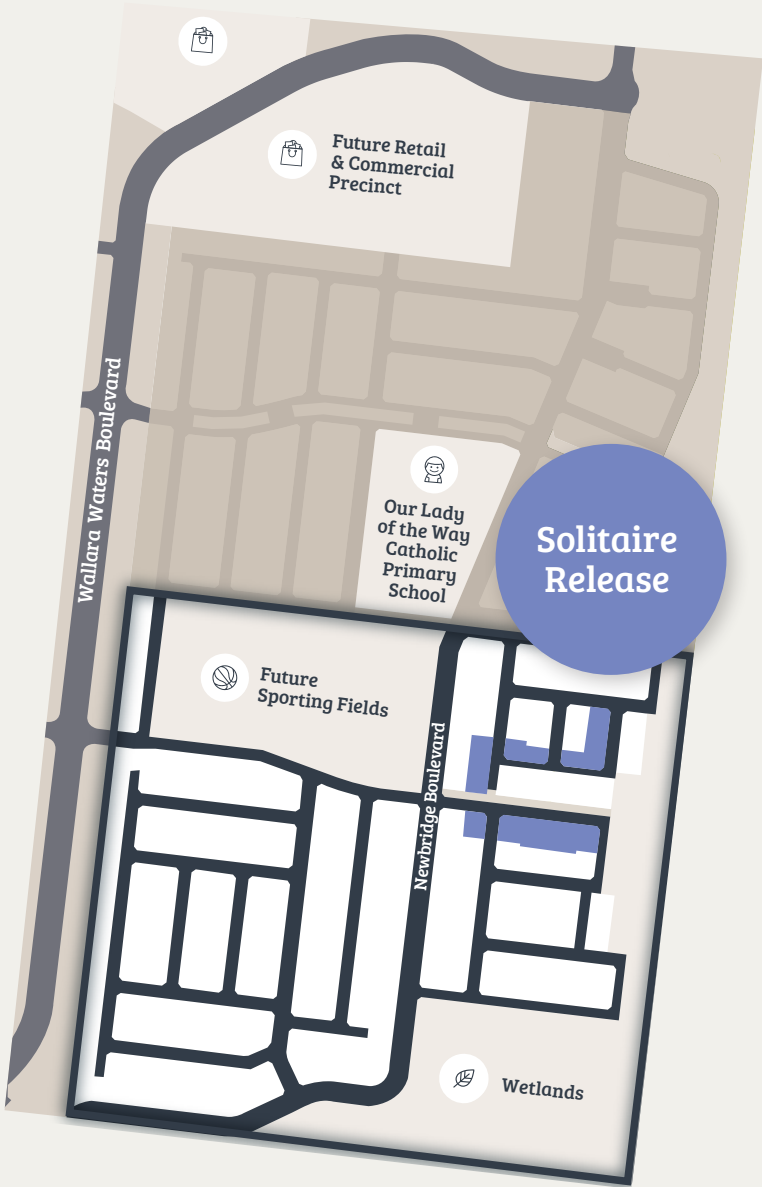 Future Retail
& Commercial
Precinct
Wallara Waters Boulevard
Our Lady
of the Way
Catholic
Primary
School
Solitaire
Release
Future
Sporting Fields
Newbridge Boulevard
Wetlands